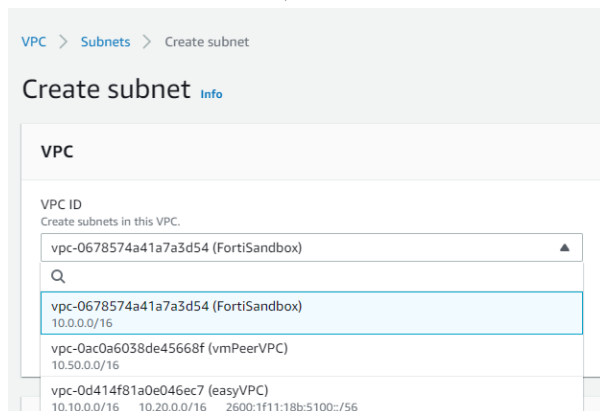 VPC > Subnets > Create subnet
Create subnet Info
VPC
VPC ID
Create subnets in this VPC.
vpc-0678574a41a7a3d54 (FortiSandbox)
vpc-0678574a41a7a3d54 (FortiSandbox)
10.0.0.0/16
vpc-0ac0a6038de45668f (vmPeerVPC)
10.50.0.0/16
vpc-0d414f81a0e046ec7 (easyVPC)
10.10.0.0/16 10.20.0.0/16 2600:1f11:18b:5100::/56